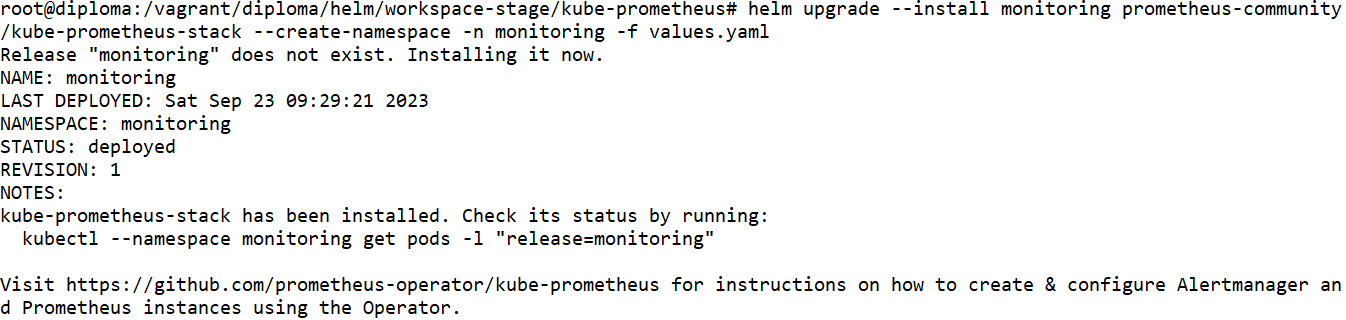 root@diploma:/vagrant/diploma/helm/workspace-stage/kube-prometheus# helm upgrade --install monitoring prometheus-community
/kube-prometheus-stack --create-namespace -n monitoring -f values.yaml
Release "monitoring" does not exist. Installing it now.
NAME: monitoring
LAST DEPLOYED: Sat Sep 23 09:29:21 2023
NAMESPACE: monitoring
STATUS: deployed
REVISION: 1
NOTES:
kube-prometheus-stack has been installed. Check its status by running:
  kubectl --namespace monitoring get pods -l "release=monitoring"

Visit https://github.com/prometheus-operator/kube-prometheus for instructions on how to create & configure Alertmanager an
d Prometheus instances using the Operator.